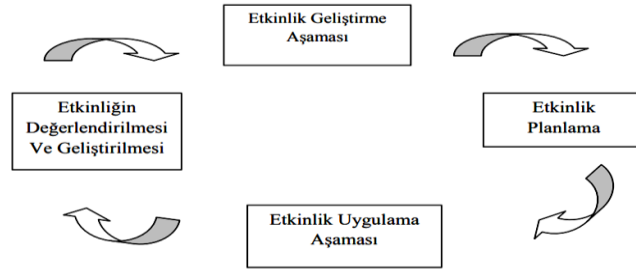 Etkinlik Geliştirme
Aşaması
Etkinliğin
Değerlendirilmesi
Ve Geliştirilmesi
Etkinlik
Planlama
Etkinlik Uygulama
Aşaması